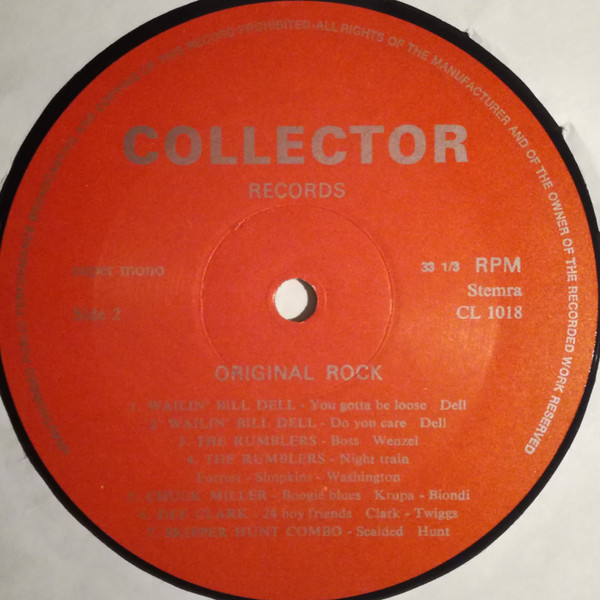 RECORD PROHIBITED-ALL RIGHTS OF THE MANUFACTURER AND OF THE OWNER OF THE RECORDED WORK RESERVED
COLLECTOR
RECORDS
super mono
33 1/3 RPM
Stemra
Side 2
CL 1018
ORIGINAL ROCK
1. WAILIN' BILL DELL - You gotta be loose Dell
2. WAILIN' BILL DELL - Do you care Dell
3. THE RUMBLERS - Boss Wenzel
4. THE RUMBLERS - Night train
Forrest - Simpkins - Washington
5. CHUCK MILLER - Boogie blues Krupa - Biondi
6. DEE CLARK - 24 boy friends Clark - Twiggs
7. SKIPPER HUNT COMBO - Scalded Hunt